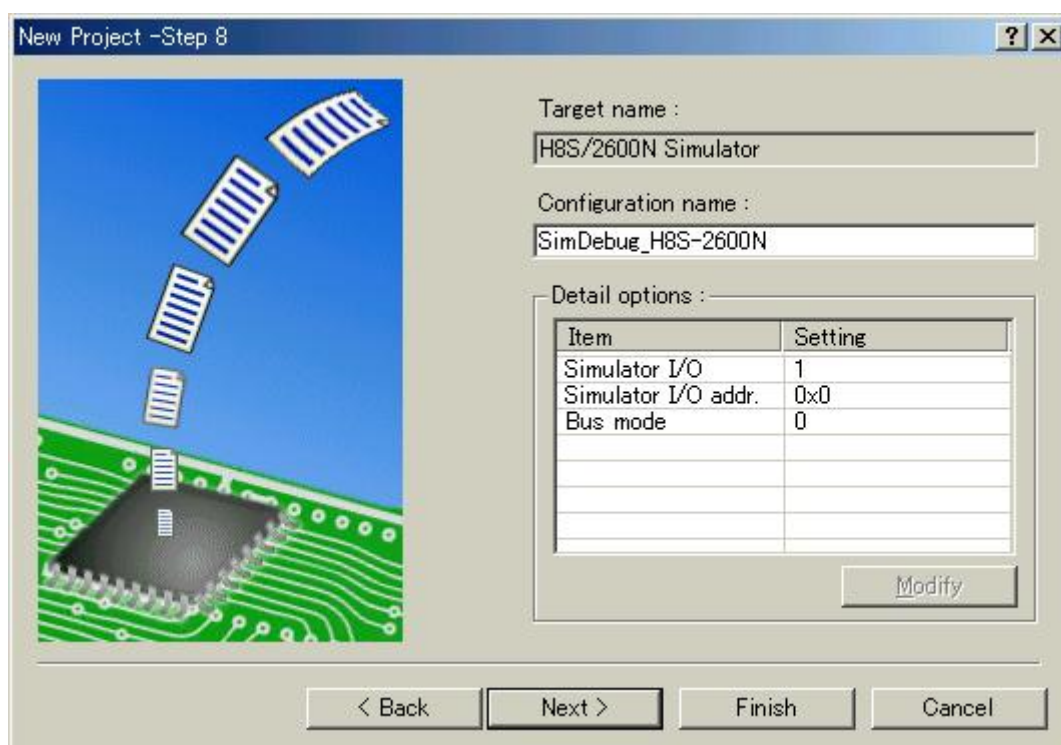 New Project -Step 8
Target name :
H8S/2600N Simulator
Configuration name :
SimDebug_H8S-2600N
Detail options :
Item Setting
Simulator I/O 1
Simulator I/O addr. 0x0
Bus mode 0
Modify
< Back Next > Finish Cancel